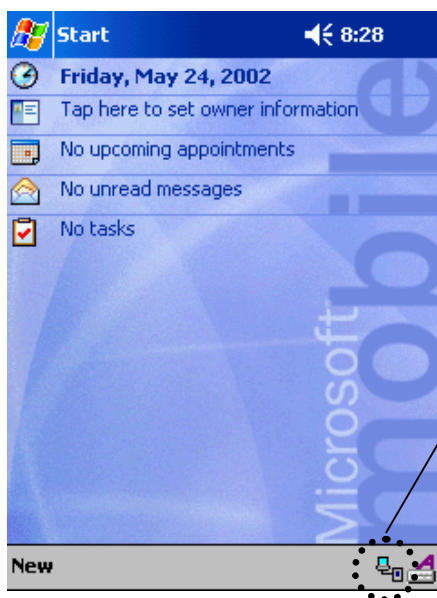 Start 8:28
Friday, May 24, 2002
Tap here to set owner information
No upcoming appointments
No unread messages
No tasks
Microsoft
mobile
New